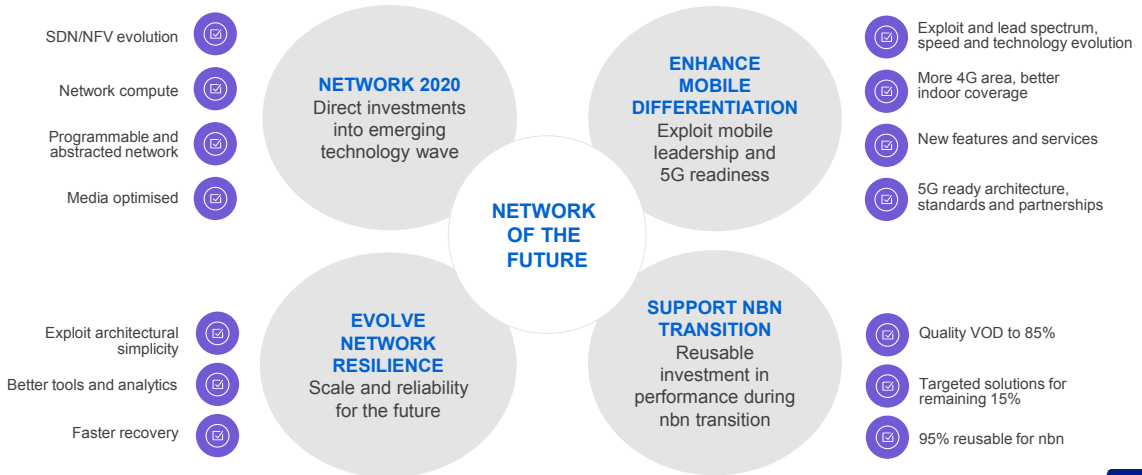 SDN/NFV evolution
Network compute
Programmable and
abstracted network
Media optimised
NETWORK 2020
Direct investments
into emerging
technology wave
ENHANCE
MOBILE
DIFFERENTIATION
Exploit mobile
leadership and
5G readiness
Exploit and lead spectrum,
speed and technology evolution
More 4G area, better
indoor coverage
New features and services
5G ready architecture,
standards and partnerships
NETWORK
OF THE
FUTURE
Exploit architectural
simplicity
Better tools and analytics
Faster recovery
EVOLVE
NETWORK
RESILIENCE
Scale and reliability
for the future
SUPPORT NBN
TRANSITION
Reusable
investment in
performance during
nbn transition
Quality VOD to 85%
Targeted solutions for
remaining 15%
95% reusable for nbn